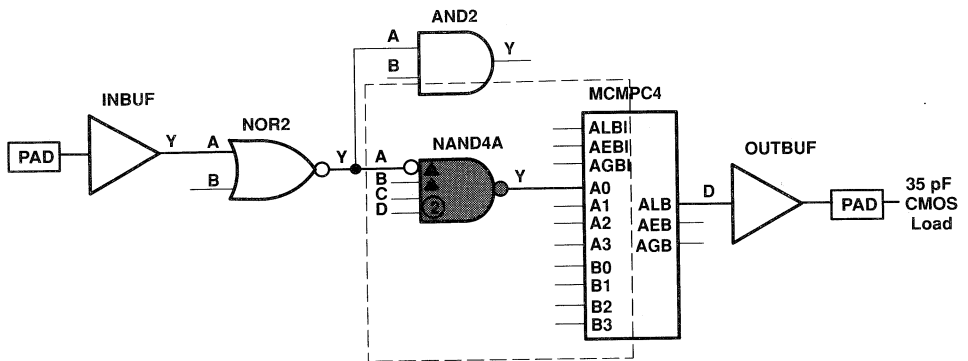 AND2
A
Y
B
INBUF
MCMPC4
NOR2
NAND4A
OUTBUF
PAD
Y
A
B
Y
A
B
C
D
2
Y
ALBI
AEBI
AGBI
A0
A1
A2
A3
B0
B1
B2
B3
ALB
AEB
AGB
D
PAD
35 pF
CMOS
Load